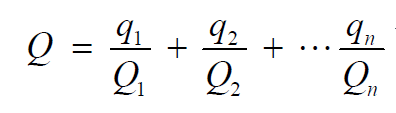 Q = q₁/Q₁ + q₂/Q₂ + ⋯ qₙ/Qₙ